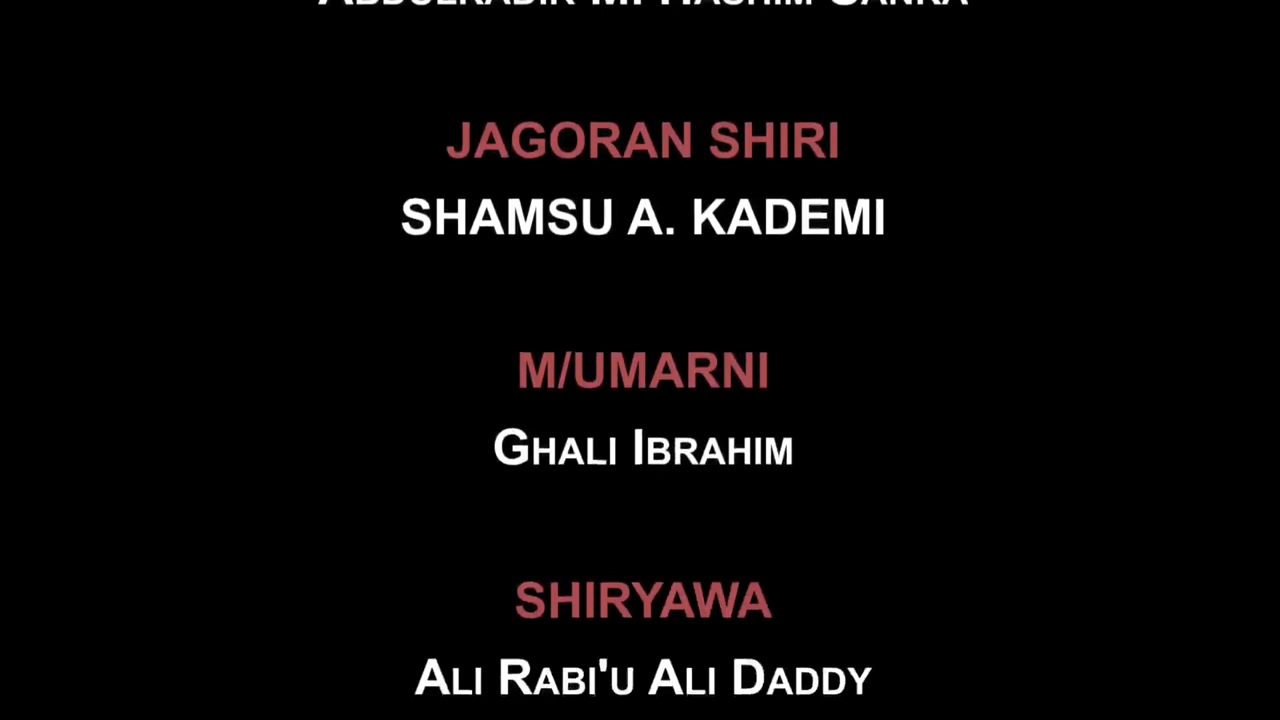 JAGORAN SHIRI
SHAMSU A. KADEMI
M/UMARNI
GHALI IBRAHIM
SHIRYAWA
ALI RABI'U ALI DADDY